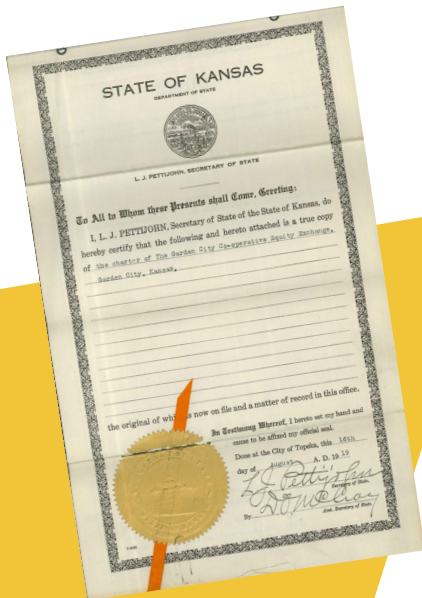 STATE OF KANSAS
DEPARTMENT OF STATE
L. J. PETTIJOHN, SECRETARY OF STATE
To All to Whom these Presents shall Come, Greeting:
I, L. J. PETTIJOHN, Secretary of State of the State of Kansas, do
hereby certify that the following and hereto attached is a true copy
of the charter of The Garden City Co-operative Equity Exchange,
Garden City, Kansas,
the original of which is now on file and a matter of record in this office.
In Testimony Whereof, I hereto set my hand and
cause to be affixed my official seal.
Done at the City of Topeka, this 16th
day of August A. D. 19 19
L. J. Pettijohn
Secretary of State.
By
Asst. Secretary of State.